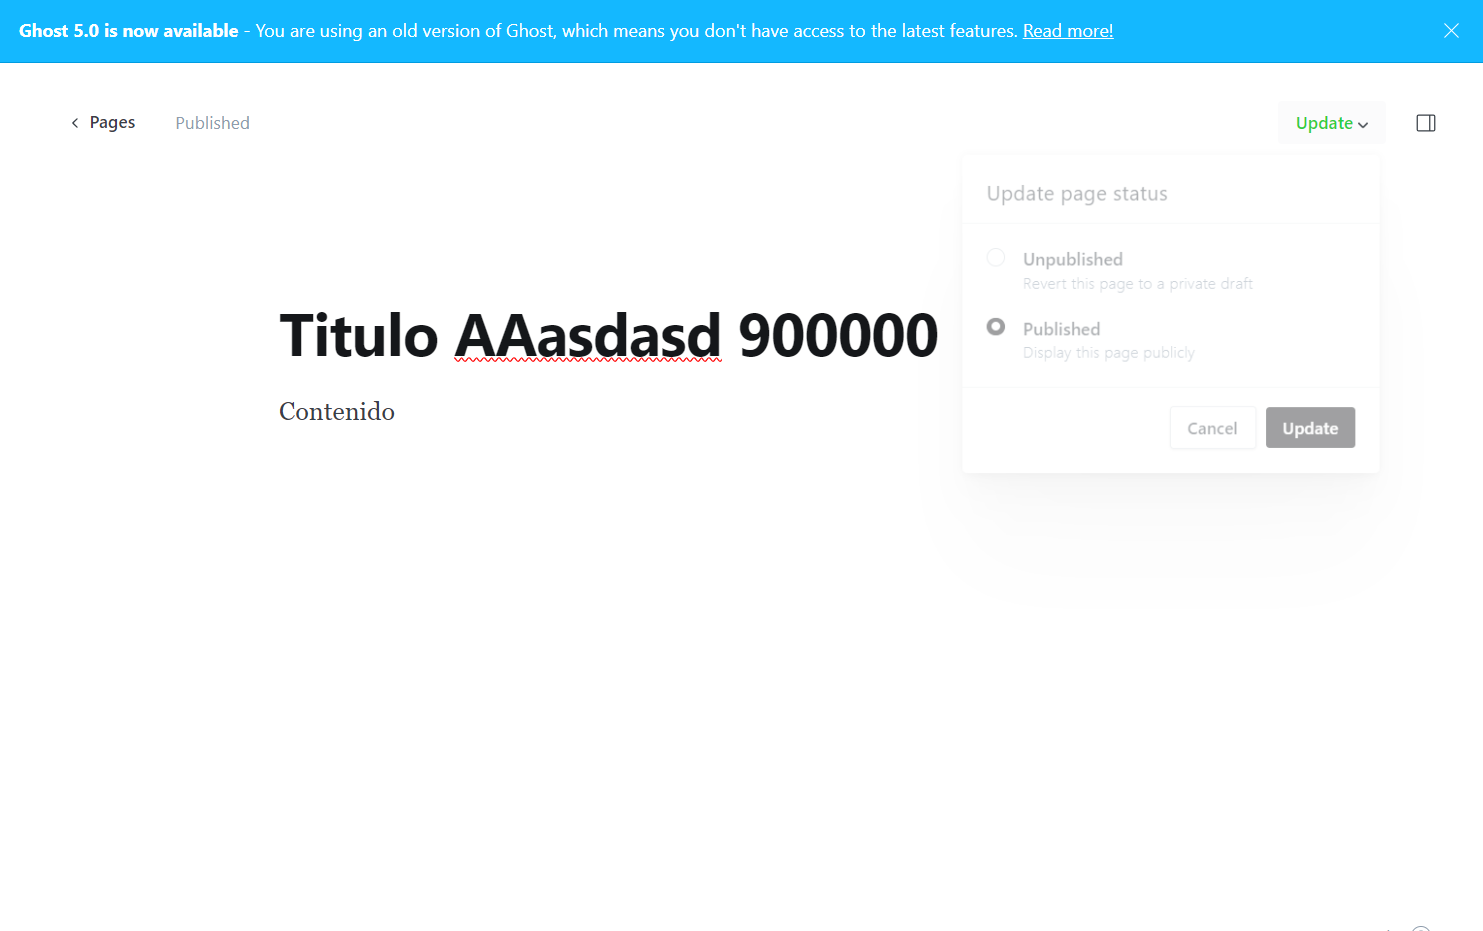 Ghost 5.0 is now available - You are using an old version of Ghost, which means you don't have access to the latest features. Read more!
Pages
Published
Update
Update page status
Unpublished
Revert this page to a private draft
Published
Display this page publicly
Cancel
Update
Titulo AAasdasd 900000
Contenido